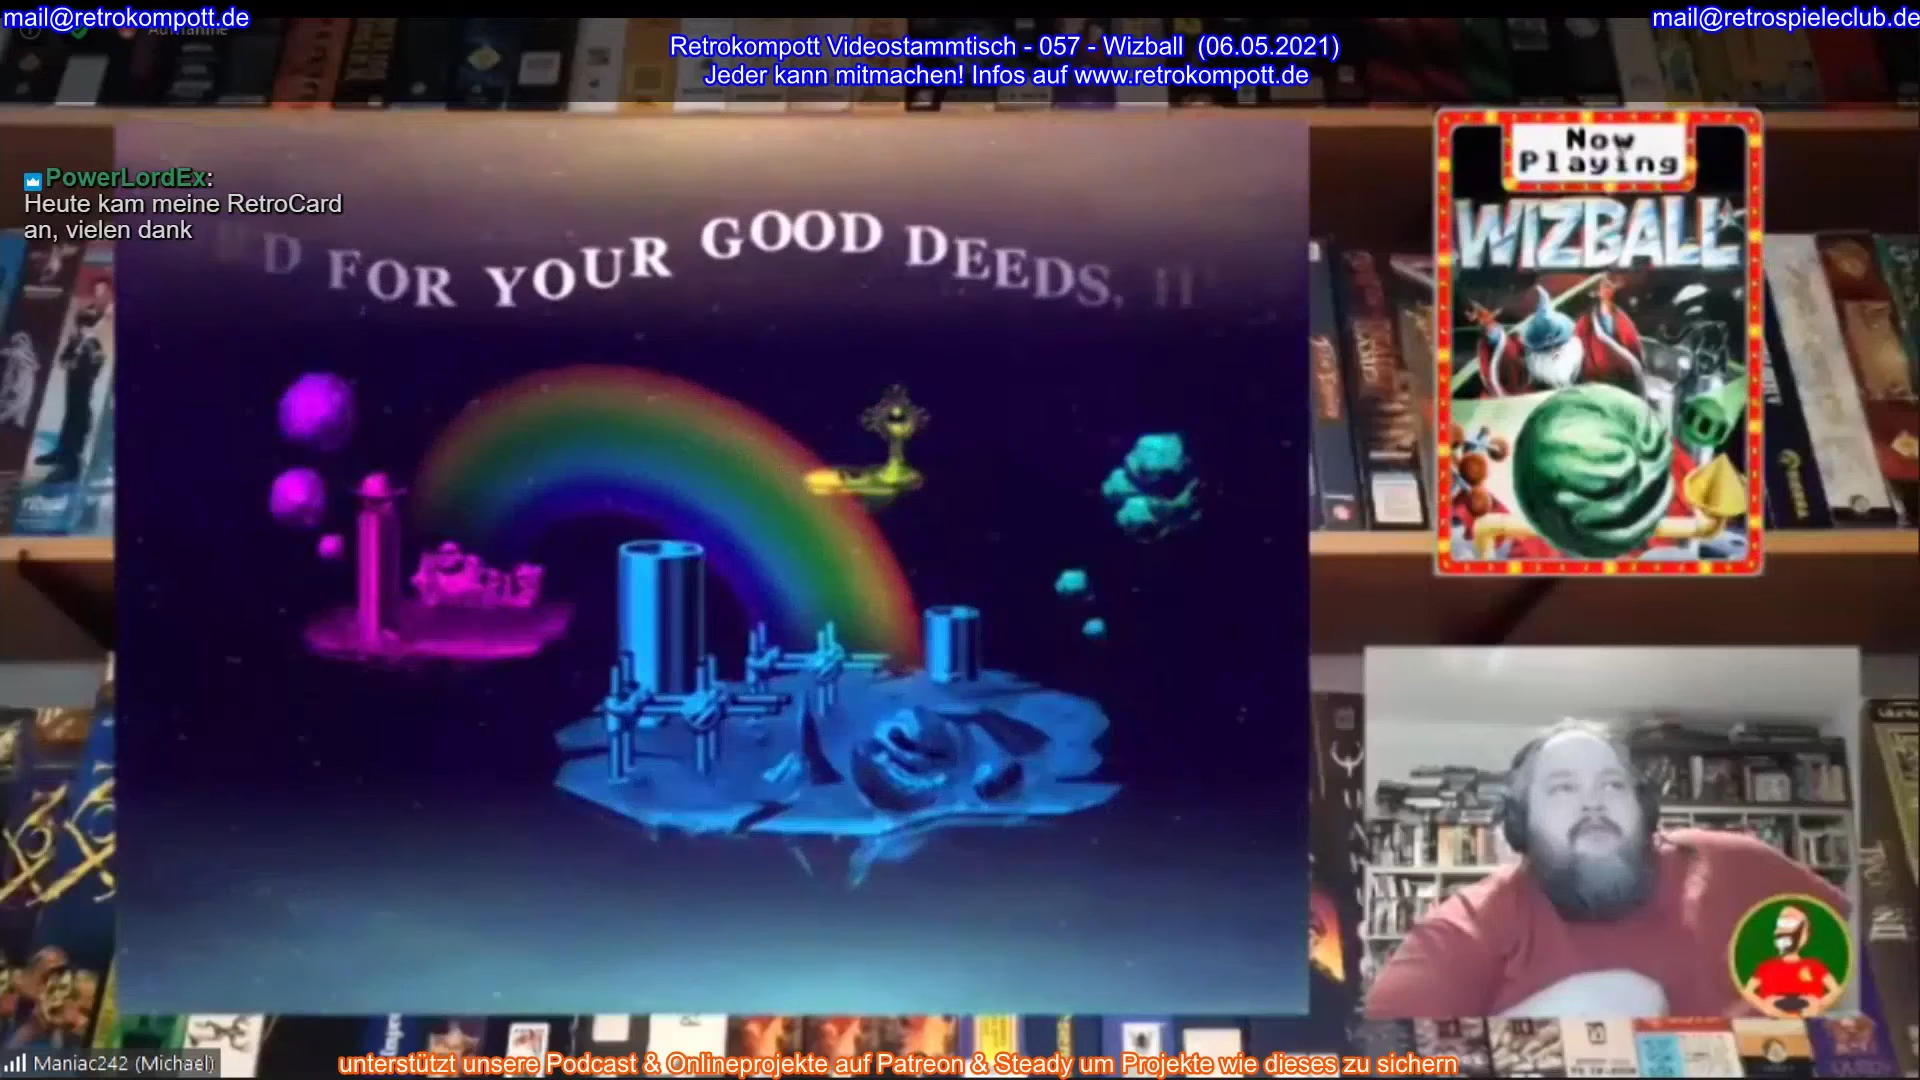 mail@retrokompott.de
mail@retrospieleclub.de
Aufnahme
Retrokompott Videostammtisch - 057 - Wizball (06.05.2021)
Jeder kann mitmachen! Infos auf www.retrokompott.de
Now
Playing
WIZBALL
PowerLordEx:
Heute kam meine RetroCard
an, vielen dank
FOR YOUR GOOD DEEDS,
Maniac242 (Michael)
unterstützt unsere Podcast & Onlineprojekte auf Patreon & Steady um Projekte wie dieses zu sichern